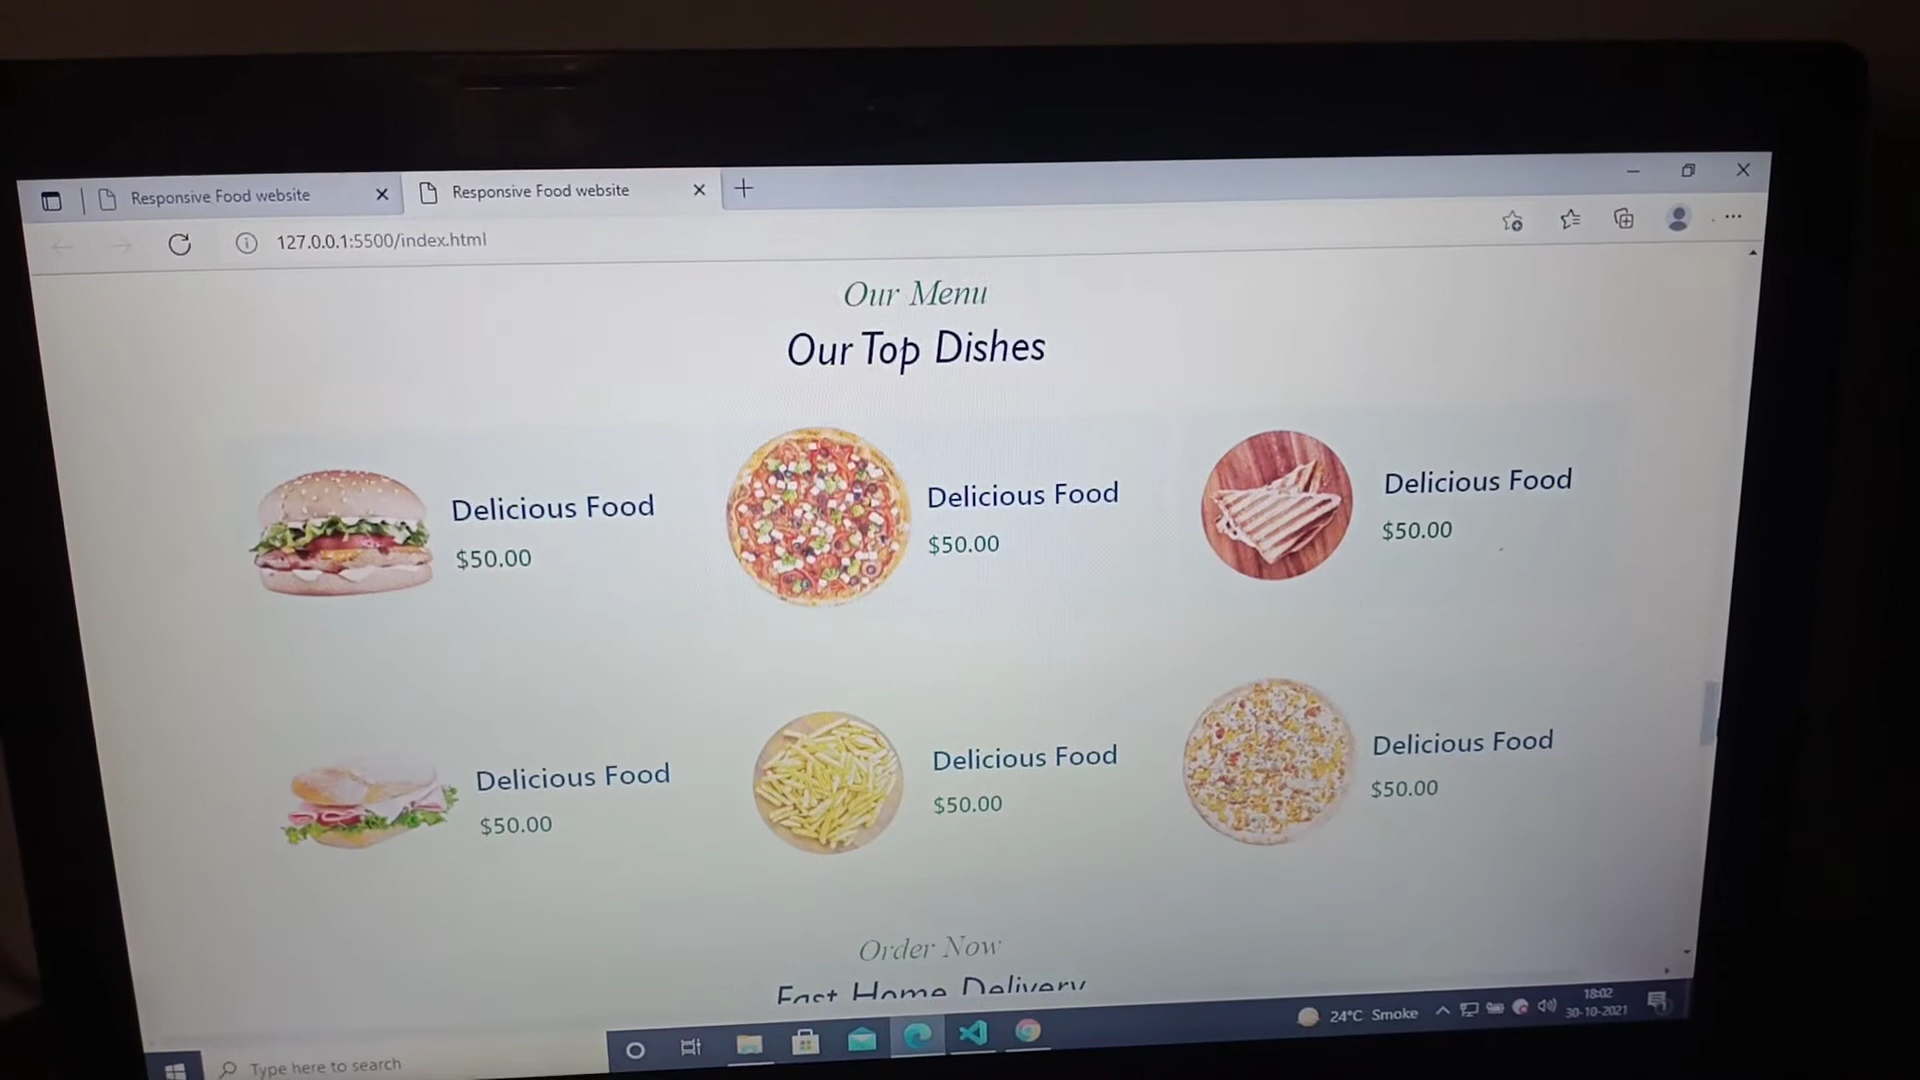 Responsive Food website
Responsive Food website
127.0.0.1:5500/index.html
Our Menu
Our Top Dishes
Delicious Food
$50.00
Delicious Food
$50.00
Delicious Food
$50.00
Delicious Food
$50.00
Delicious Food
$50.00
Delicious Food
$50.00
Order Now
Fast Home Delivery
Type here to search
24°C Smoke
18:02
30-10-2021